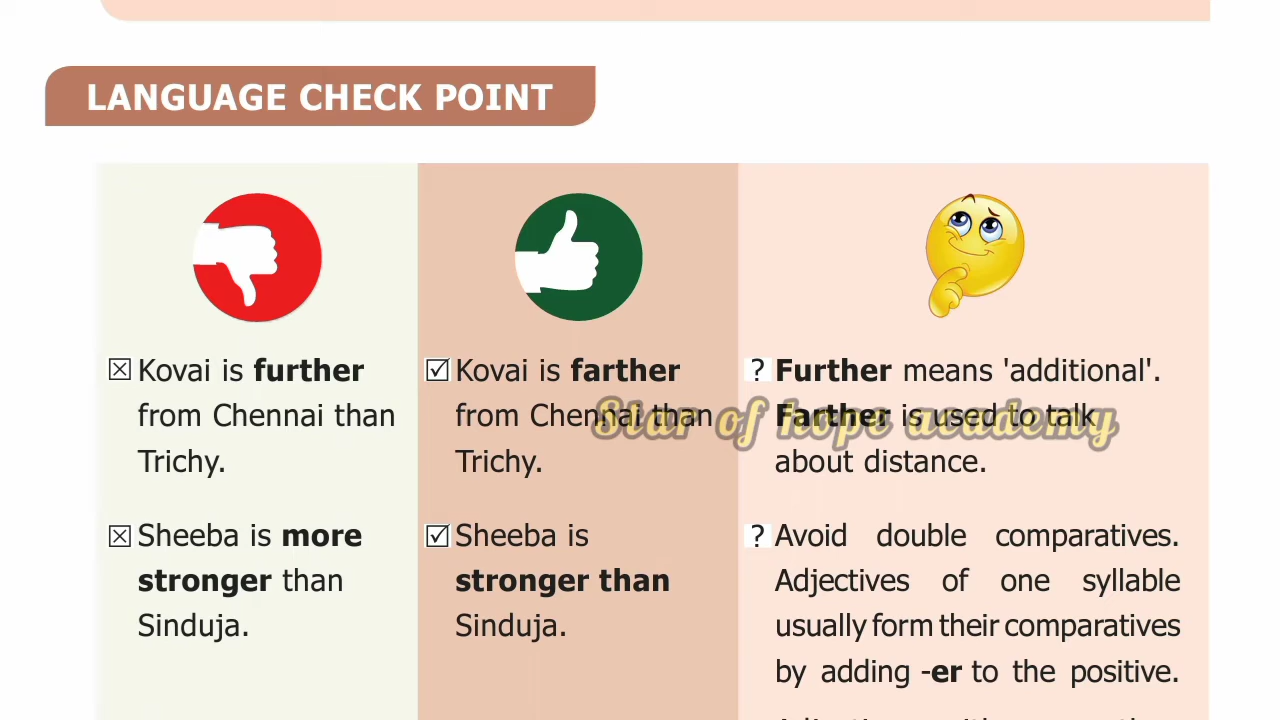 LANGUAGE CHECK POINT
☒ Kovai is further
from Chennai than
Trichy.
☑ Kovai is farther
from Chennai than
Trichy.
? Further means 'additional'.
Farther is used to talk
about distance.
Star of hope academy
☒ Sheeba is more
stronger than
Sinduja.
☑ Sheeba is
stronger than
Sinduja.
? Avoid double comparatives.
Adjectives of one syllable
usually form their comparatives
by adding -er to the positive.